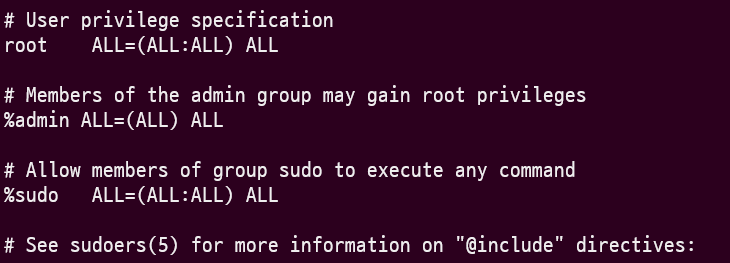 # User privilege specification
root    ALL=(ALL:ALL) ALL
# Members of the admin group may gain root privileges
%admin ALL=(ALL) ALL
# Allow members of group sudo to execute any command
%sudo   ALL=(ALL:ALL) ALL
# See sudoers(5) for more information on "@include" directives: